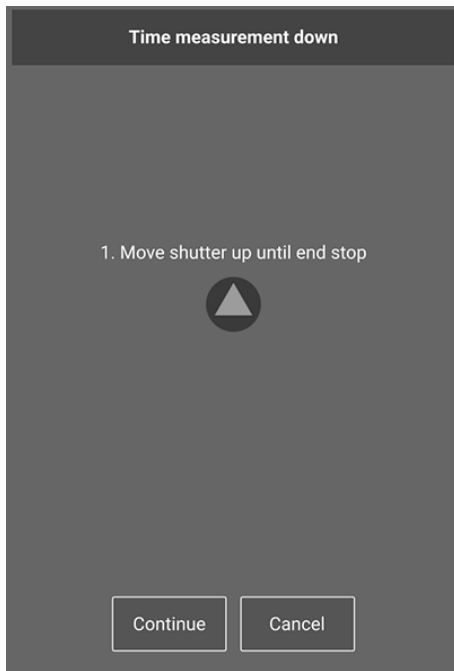 Time measurement down
1. Move shutter up until end stop
Continue
Cancel